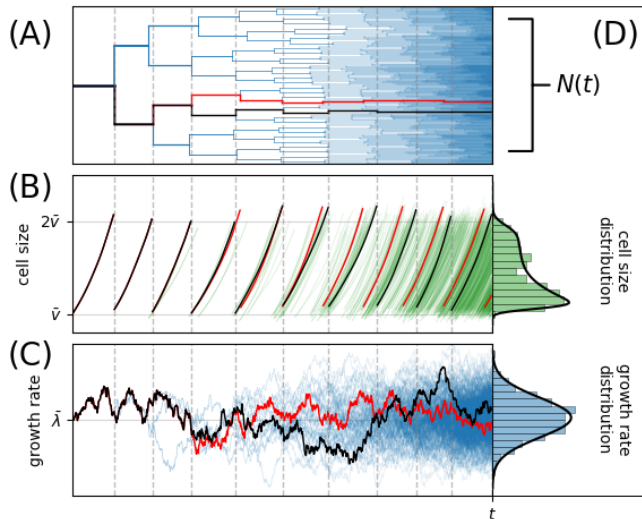 (A)
(D)
N(t)
(B)
2v̄
cell size
v̄
cell size
distribution
(C)
λ̄
growth rate
growth rate
distribution
t